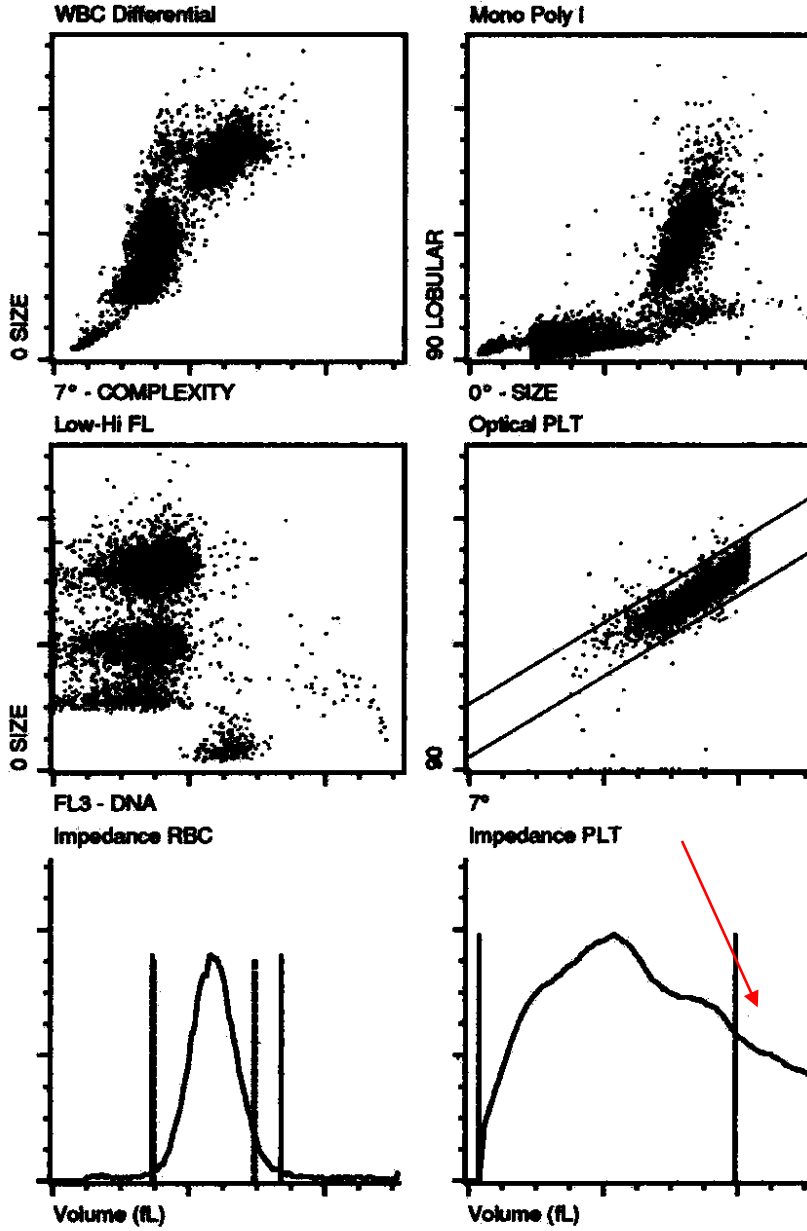 WBC Differential
Mono Poly I
0 SIZE
90 LOBULAR
7° - COMPLEXITY
0° - SIZE
Low-Hi FL
Optical PLT
0 SIZE
90
FL3 - DNA
7°
Impedance RBC
Impedance PLT
Volume (fL)
Volume (fL)